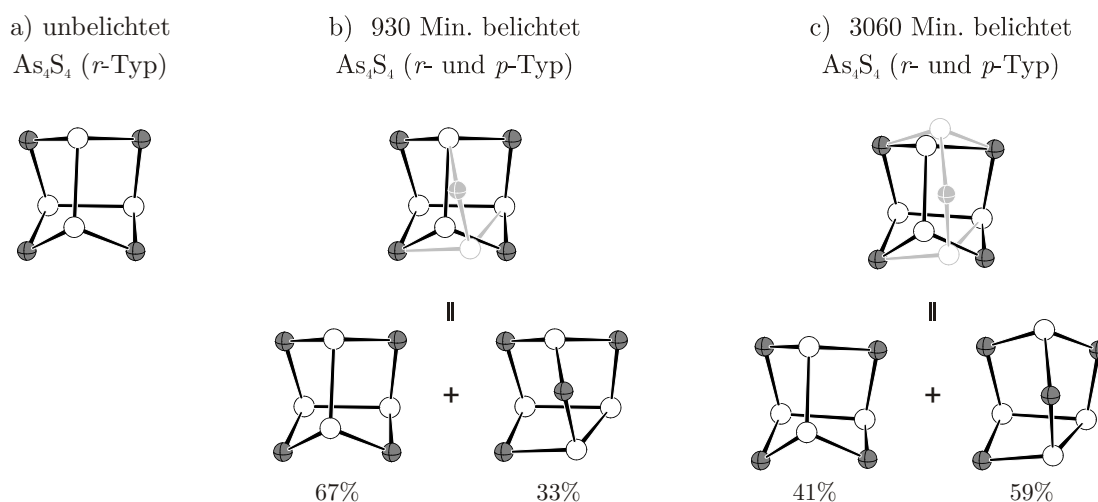 a) unbelichtet
As₄S₄ (r-Typ)
b) 930 Min. belichtet
As₄S₄ (r- und p-Typ)
c) 3060 Min. belichtet
As₄S₄ (r- und p-Typ)
=
+
67%
33%
=
+
41%
59%